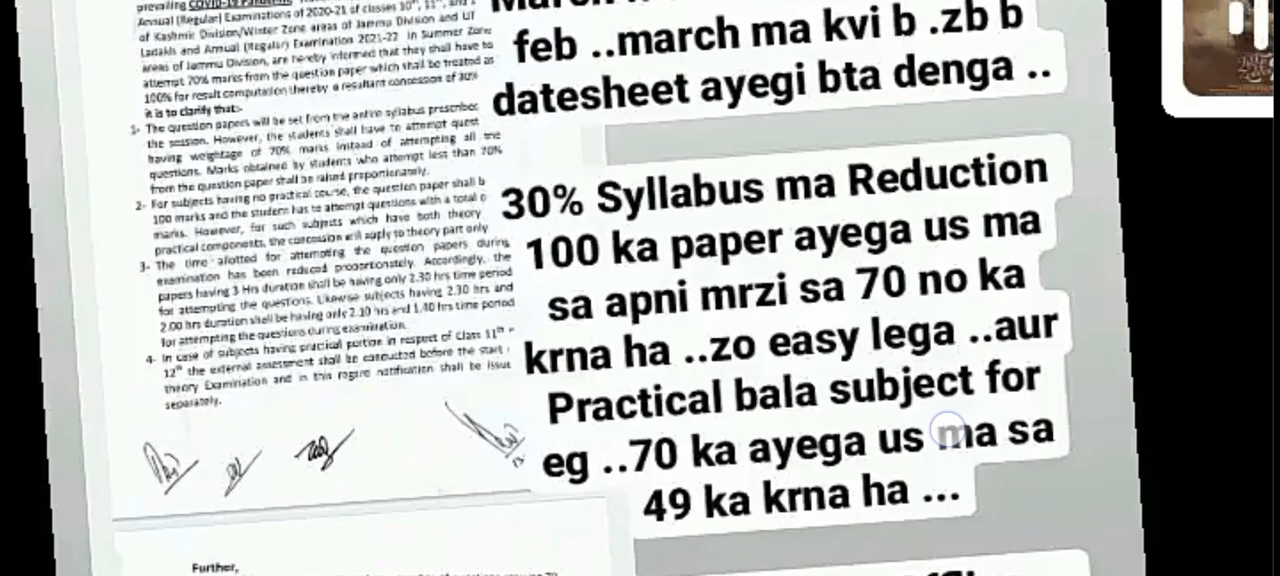 prevailing COVID-19 Pandemic
Annual (Regular) Examinations of 2020-21 of classes 10th, 11th, and
of Kashmir Division/Winter Zone areas of Jammu Division and UT
Ladakh and Annual (Regular) Examination 2021-22 in Summer Zone
areas of Jammu Division, are hereby informed that they shall have to
attempt 70% marks from the question paper which shall be treated as
100% for result computation thereby a resultant concession of 30%
It is to clarify that:-
1- The question papers will be set from the entire syllabus prescribed
the session. However, the students shall have to attempt quest
having weightage of 70% marks instead of attempting all the
questions. Marks obtained by students who attempt less than 70%
from the question paper shall be raised proportionately.
2- For subjects having no practical course, the question paper shall b
100 marks and the student has to attempt questions with a total o
marks. However, for such subjects which have both theory
practical components, the concession will apply to theory part only
3- The time allotted for attempting the question papers during
examination has been reduced proportionately. Accordingly, the
papers having 3 Hrs duration shall be having only 2.30 hrs time period
for attempting the questions. Likewise subjects having 2.30 hrs and
2.00 hrs duration shall be having only 2.10 hrs and 1.40 hrs time period
for attempting the questions during examination.
4- In case of subjects having practical portion in respect of Class 11th
12th the external assessment shall be conducted before the start
theory Examination and in this regard notification shall be issue
separately.
Further,
feb ..march ma kvi b .zb b
datesheet ayegi bta denga ..
30% Syllabus ma Reduction
100 ka paper ayega us ma
sa apni mrzi sa 70 no ka
krna ha ..zo easy lega ..aur
Practical bala subject for
eg ..70 ka ayega us ma sa
49 ka krna ha ...